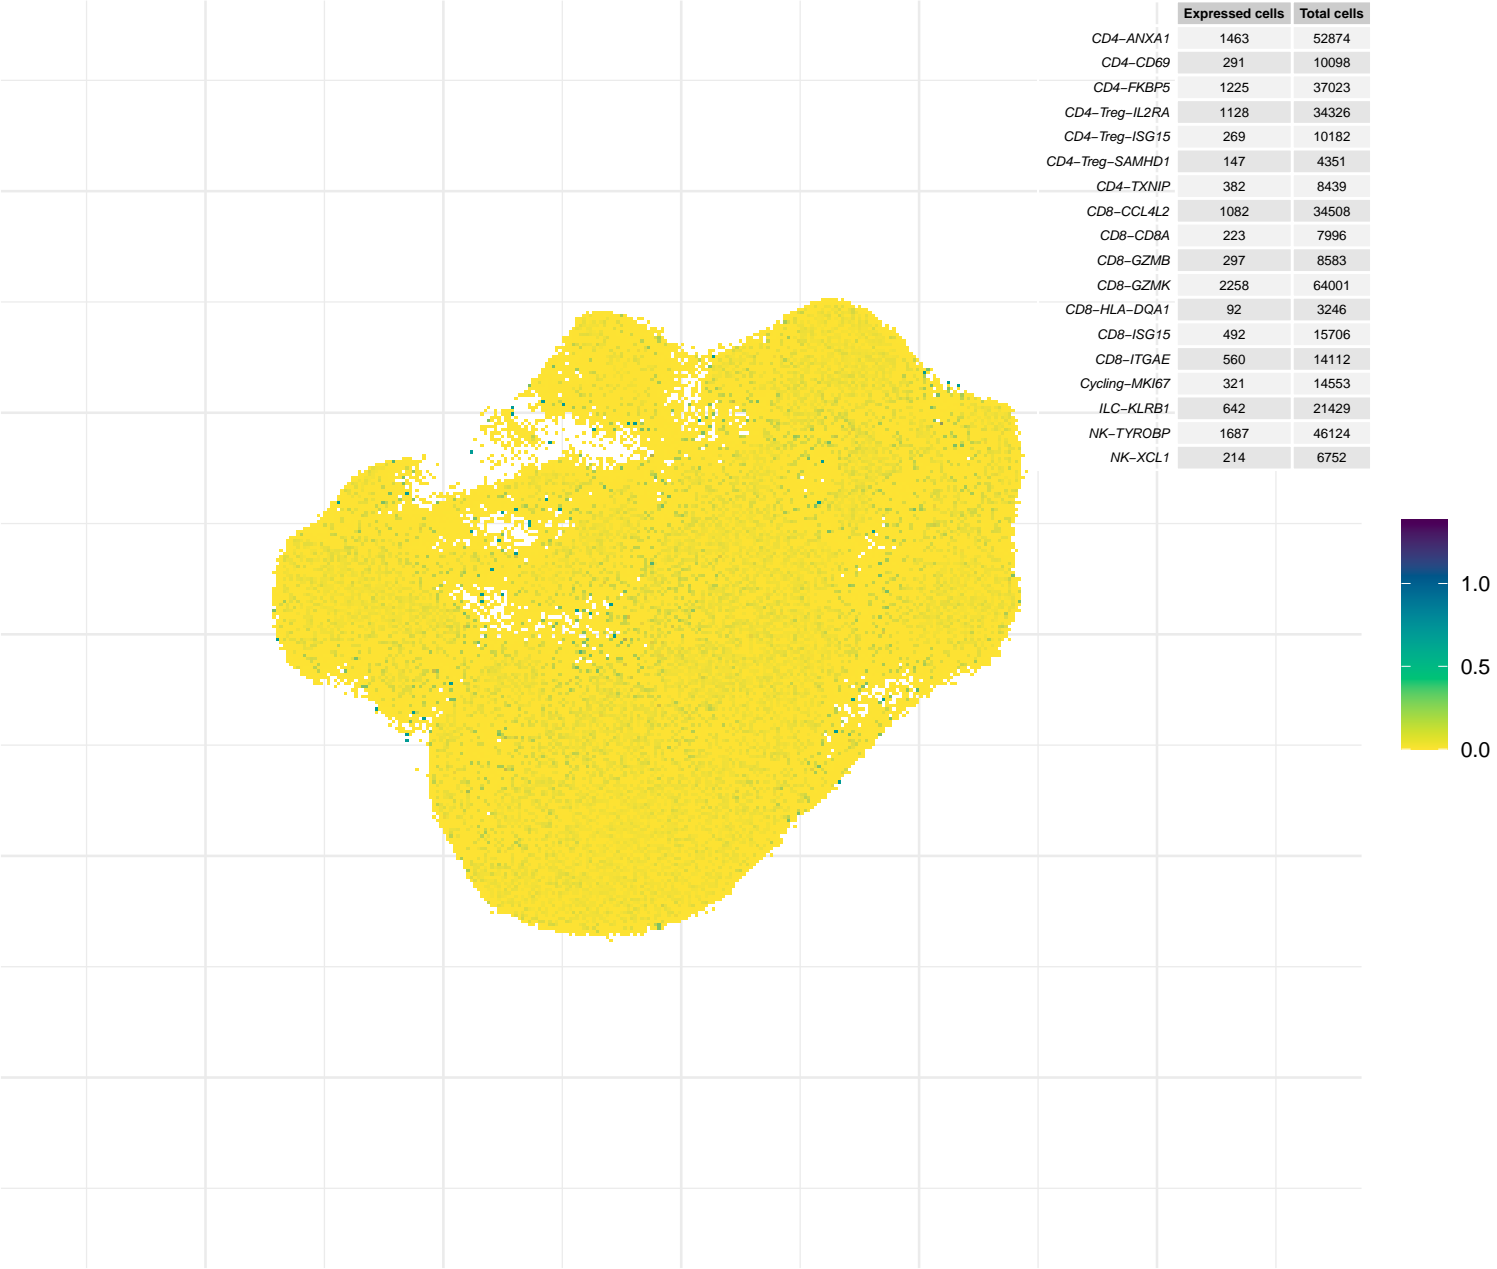 Expressed cells Total cells
CD4−ANXA1 1463 52874
CD4−CD69 291 10098
CD4−FKBP5 1225 37023
CD4−Treg−IL2RA 1128 34326
CD4−Treg−ISG15 269 10182
CD4−Treg−SAMHD1 147 4351
CD4−TXNIP 382 8439
CD8−CCL4L2 1082 34508
CD8−CD8A 223 7996
CD8−GZMB 297 8583
CD8−GZMK 2258 64001
CD8−HLA−DQA1 92 3246
CD8−ISG15 492 15706
CD8−ITGAE 560 14112
Cycling−MKI67 321 14553
ILC−KLRB1 642 21429
NK−TYROBP 1687 46124
NK−XCL1 214 6752
1.0
0.5
0.0